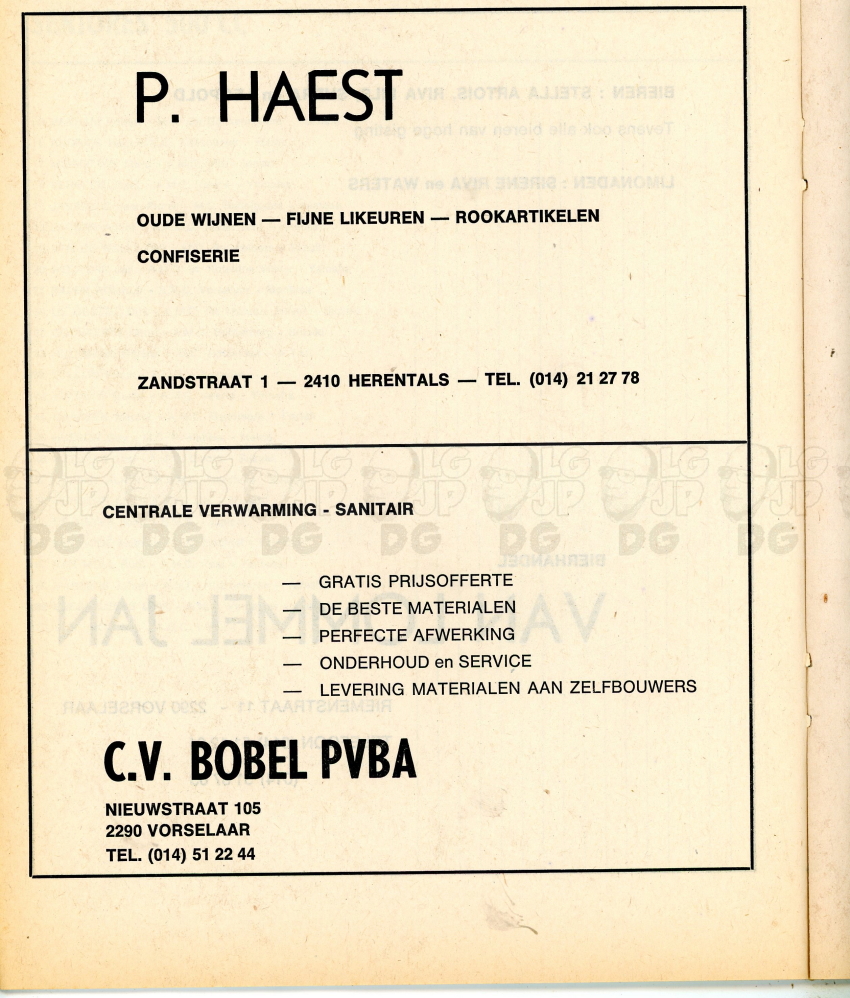 P. HAEST
OUDE WIJNEN — FIJNE LIKEUREN — ROOKARTIKELEN
CONFISERIE
ZANDSTRAAT 1 — 2410 HERENTALS — TEL. (014) 21 27 78
CENTRALE VERWARMING - SANITAIR
— GRATIS PRIJSOFFERTE
— DE BESTE MATERIALEN
— PERFECTE AFWERKING
— ONDERHOUD en SERVICE
— LEVERING MATERIALEN AAN ZELFBOUWERS
C.V. BOBEL PVBA
NIEUWSTRAAT 105
2290 VORSELAAR
TEL. (014) 51 22 44